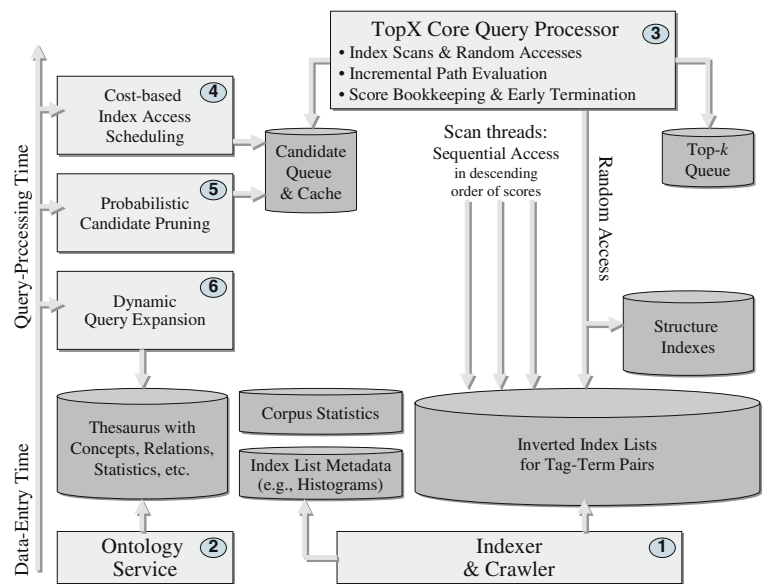 TopX Core Query Processor
3
• Index Scans & Random Accesses
• Incremental Path Evaluation
• Score Bookkeeping & Early Termination
Cost-based
Index Access
Scheduling
4
Candidate
Queue
& Cache
Scan threads:
Sequential Access
in descending
order of scores
Random Access
Top-k
Queue
Probabilistic
Candidate Pruning
5
Query-Prccessing Time
Dynamic
Query Expansion
6
Structure
Indexes
Thesaurus with
Concepts, Relations,
Statistics, etc.
Corpus Statistics
Index List Metadata
(e.g., Histograms)
Inverted Index Lists
for Tag-Term Pairs
Data-Entry Time
Ontology
Service
2
Indexer
& Crawler
1